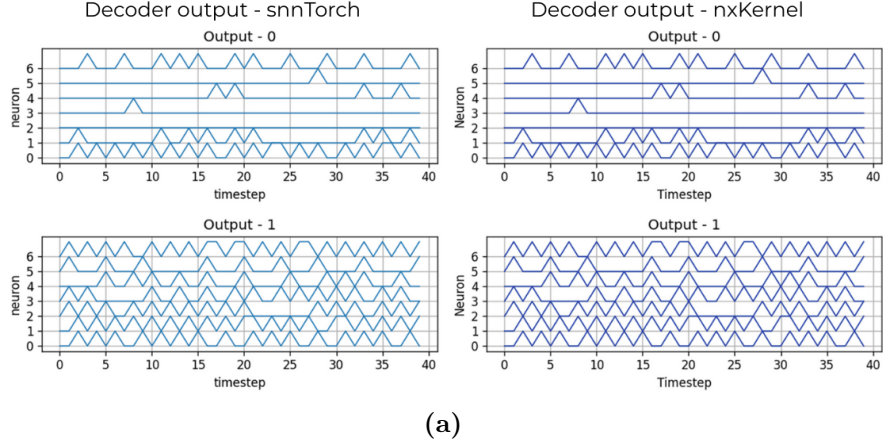 Decoder output - snnTorch
Decoder output - nxKernel
Output - 0
Output - 0
neuron
6
5
4
3
2
1
0
0 5 10 15 20 25 30 35 40
timestep
Neuron
6
5
4
3
2
1
0
0 5 10 15 20 25 30 35 40
Timestep
Output - 1
Output - 1
neuron
6
5
4
3
2
1
0
0 5 10 15 20 25 30 35 40
timestep
Neuron
6
5
4
3
2
1
0
0 5 10 15 20 25 30 35 40
Timestep
(a)